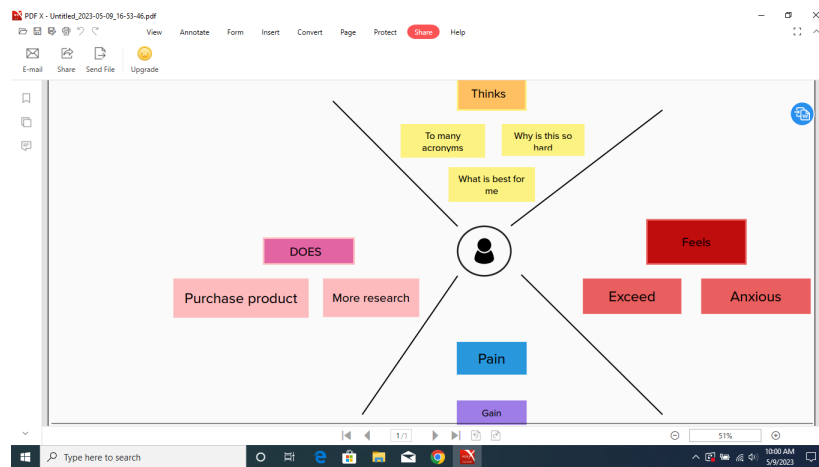 PDF X - Untitled_2023-05-09_16-53-46.pdf
View Annotate Form Insert Convert Page Protect Share Help
E-mail Share Send File Upgrade
Thinks
To many
acronyms
Why is this so
hard
What is best for
me
DOES
Purchase product
More research
Feels
Exceed
Anxious
Pain
Gain
1/1
51%
Type here to search
10:00 AM
5/9/2023